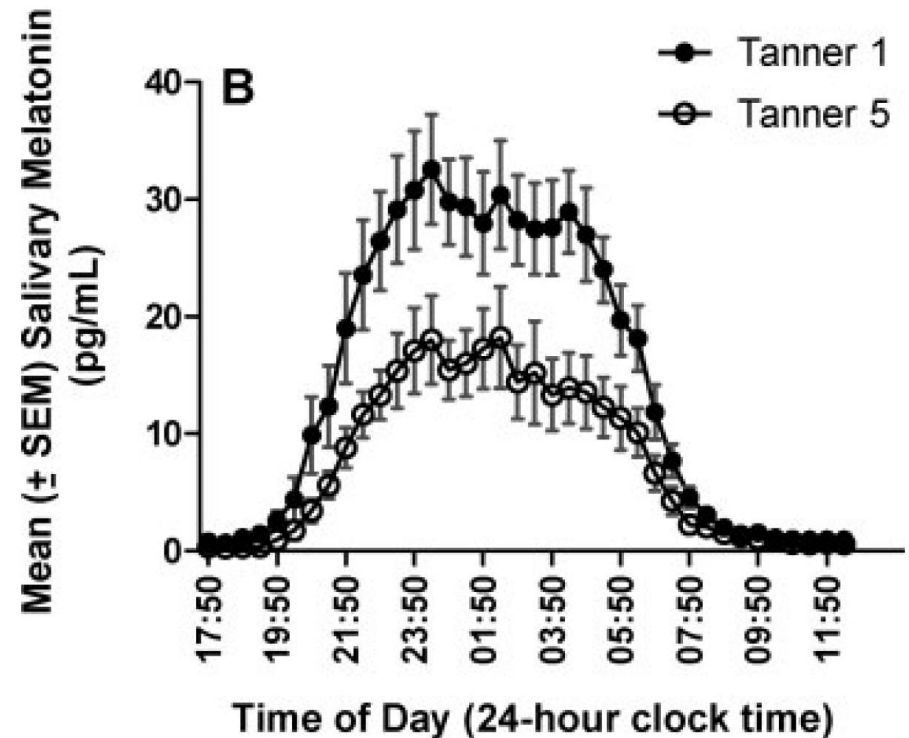 B
Tanner 1
Tanner 5
Mean (± SEM) Salivary Melatonin
(pg/mL)
40
30
20
10
0
17:50
19:50
21:50
23:50
01:50
03:50
05:50
07:50
09:50
11:50
Time of Day (24-hour clock time)